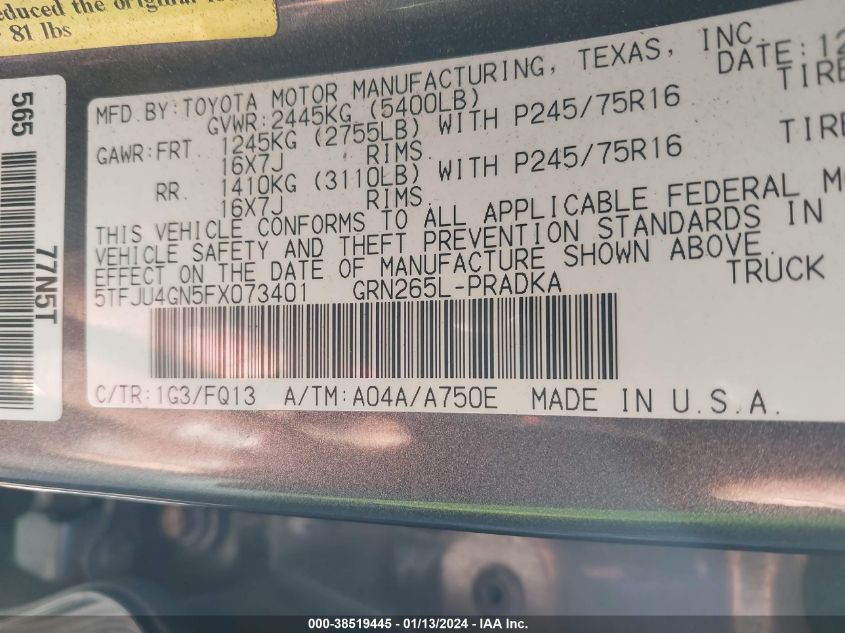 educed the original
81 lbs
565
77N5T
MFD.BY:TOYOTA MOTOR MANUFACTURING, TEXAS, INC.
DATE:12
GVWR:2445KG (5400LB)
TIRE
GAWR:FRT 1245KG (2755LB) WITH P245/75R16
16X7J RIMS
TIRE
RR. 1410KG (3110LB) WITH P245/75R16
16X7J RIMS
THIS VEHICLE CONFORMS TO ALL APPLICABLE FEDERAL
VEHICLE SAFETY AND THEFT PREVENTION STANDARDS IN
EFFECT ON THE DATE OF MANUFACTURE SHOWN ABOVE.
5TFJU4GN5FX073401 GRN265L-PRADKA TRUCK
C/TR:1G3/FQ13 A/TM:A04A/A750E MADE IN U.S.A.
000-38519445 - 01/13/2024 - IAA Inc.